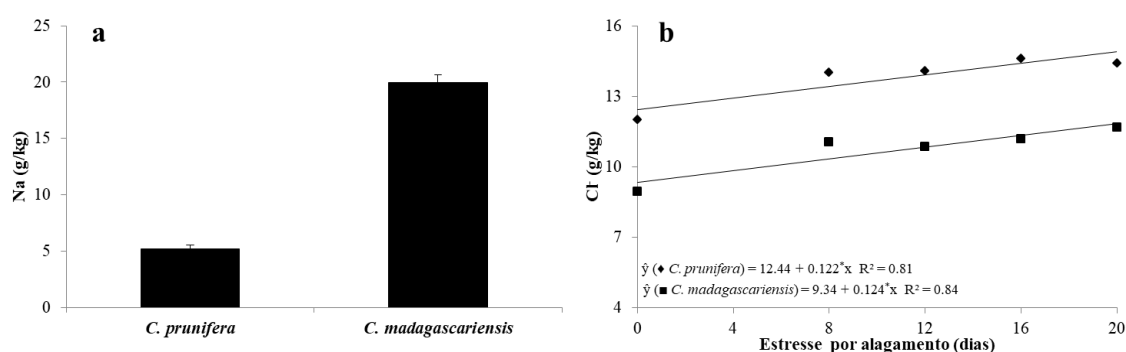 a
25
20
15
10
5
0
Na (g/kg)
C. prunifera
C. madagascariensis
b
16
13
10
7
4
Cl⁻ (g/kg)
ŷ (♦ C. prunifera) = 12.44 + 0.122*x R² = 0.81
ŷ (■ C. madagascariensis) = 9.34 + 0.124*x R² = 0.84
0 4 8 12 16 20
Estresse por alagamento (dias)